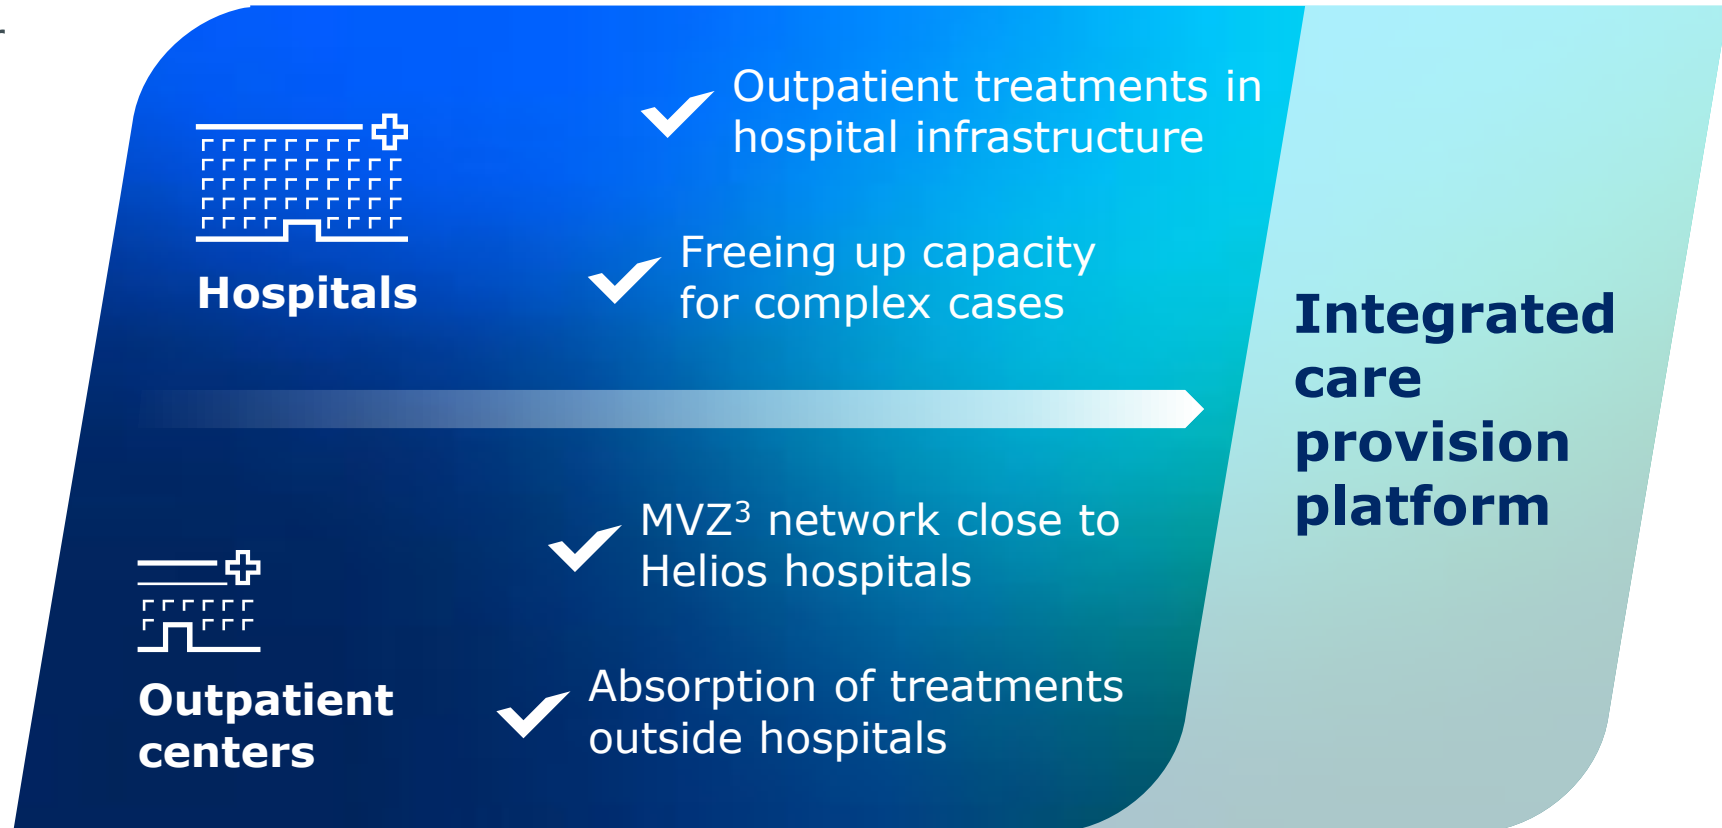 Hospitals
Outpatient treatments in
hospital infrastructure
Freeing up capacity
for complex cases
Outpatient
centers
MVZ³ network close to
Helios hospitals
Absorption of treatments
outside hospitals
Integrated
care
provision
platform